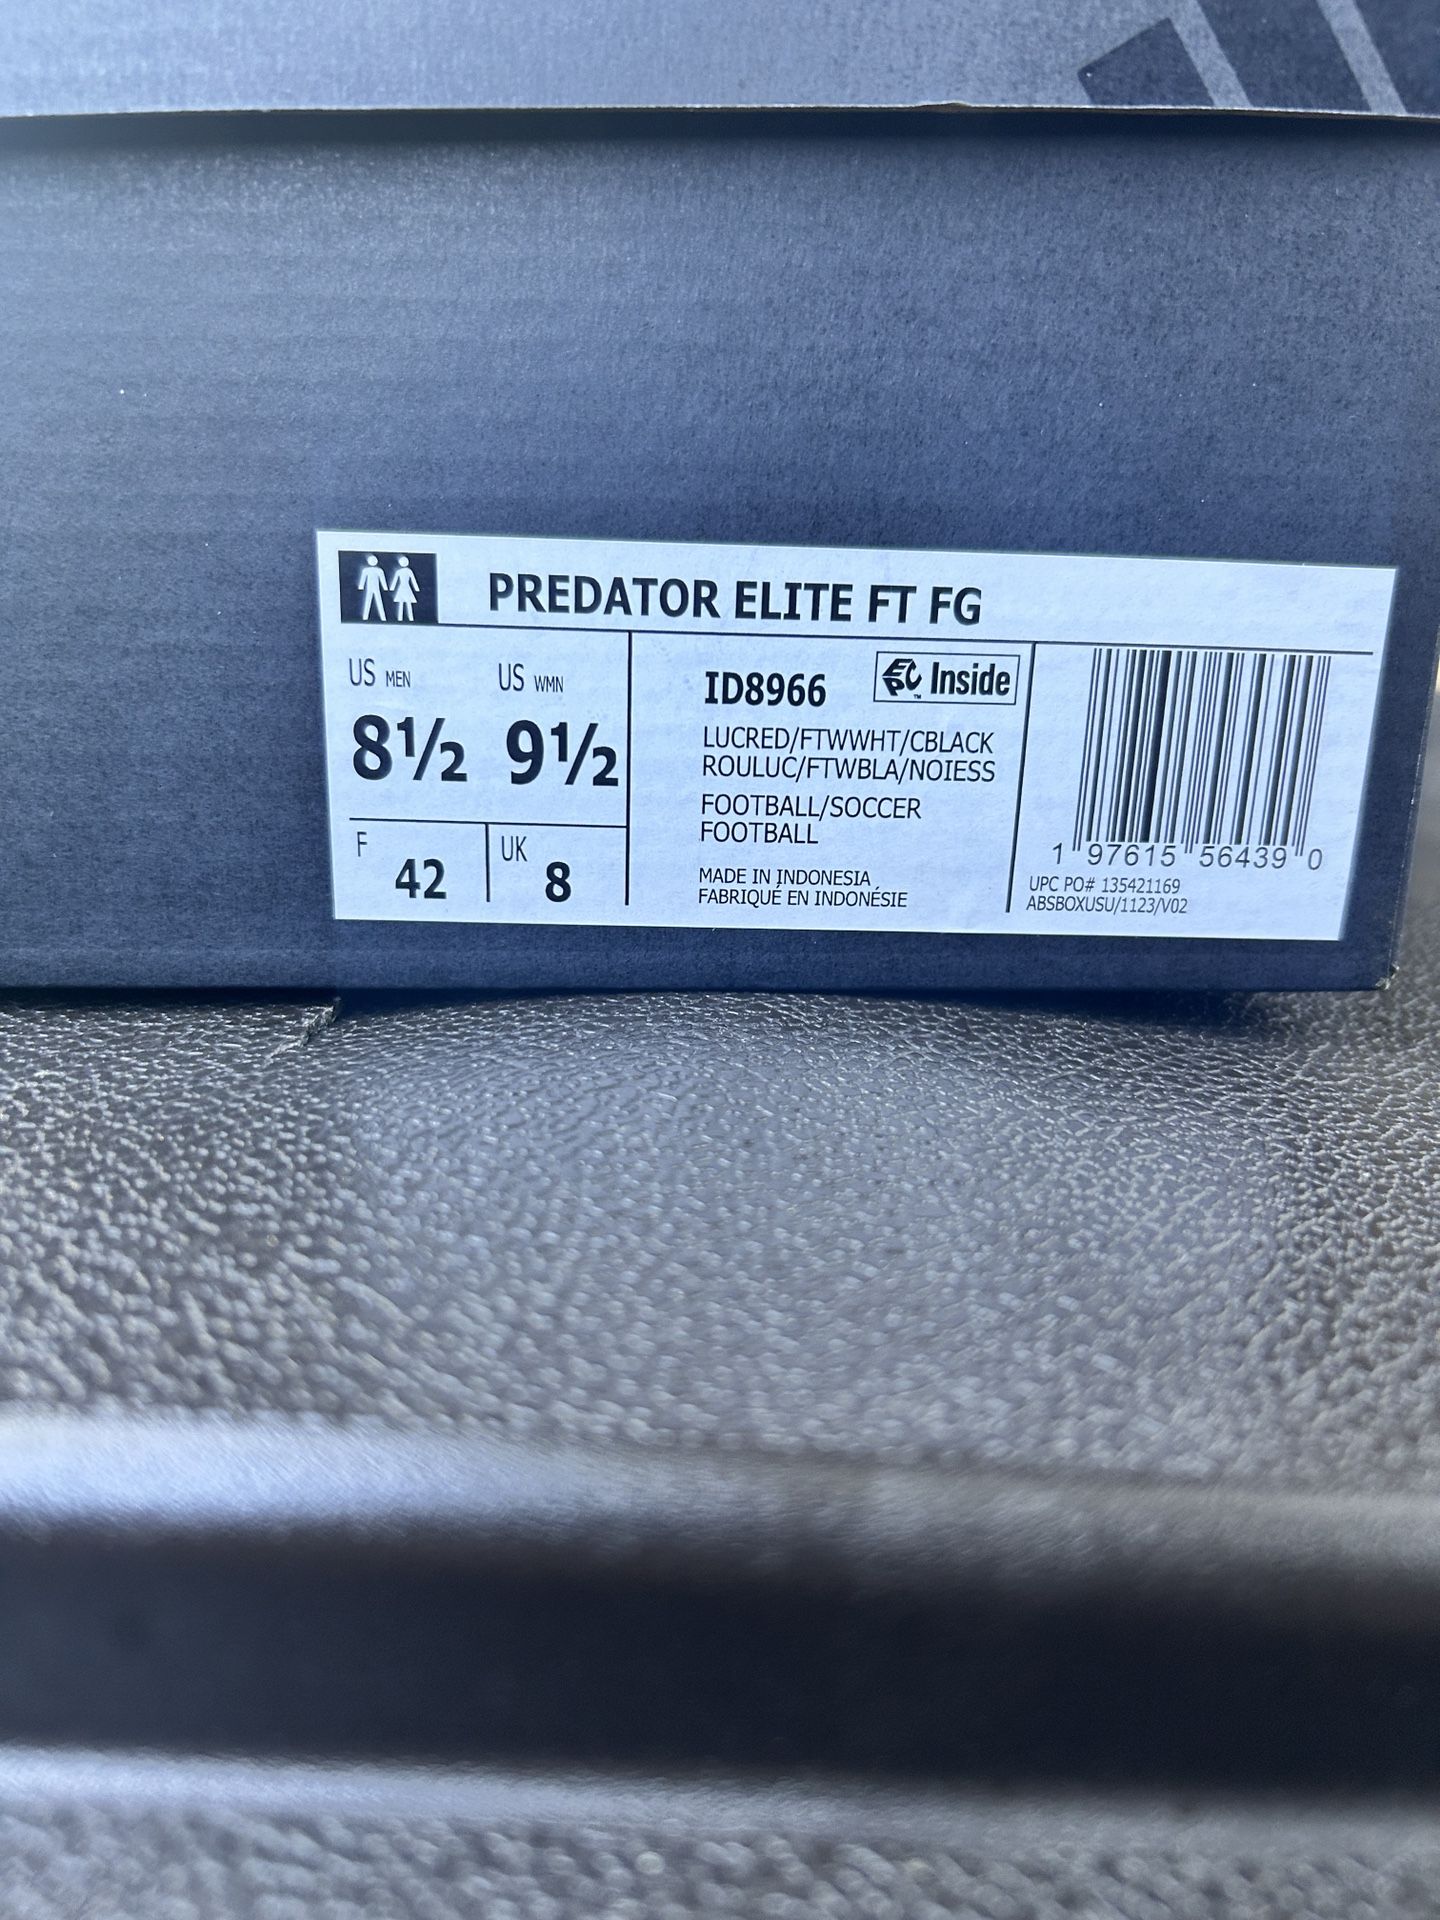 PREDATOR ELITE FT FG
US MEN US WMN
8½ 9½
F 42 UK 8
ID8966 EPC Inside
™
LUCRED/FTWWHT/CBLACK
ROULUC/FTWBLA/NOIESS
FOOTBALL/SOCCER
FOOTBALL
MADE IN INDONESIA
FABRIQUÉ EN INDONÉSIE
1 97615 56439 0
UPC PO# 135421169
ABSBOXUSU/1123/V02